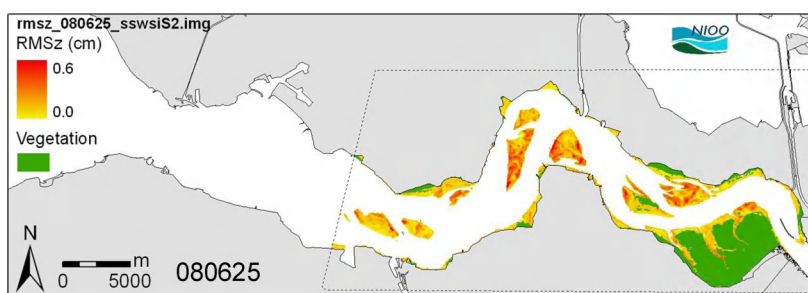 rmsz_080625_sswsiS2.img
RMSz (cm)
0.6
0.0
Vegetation
NIOO
N
m
0 5000
080625